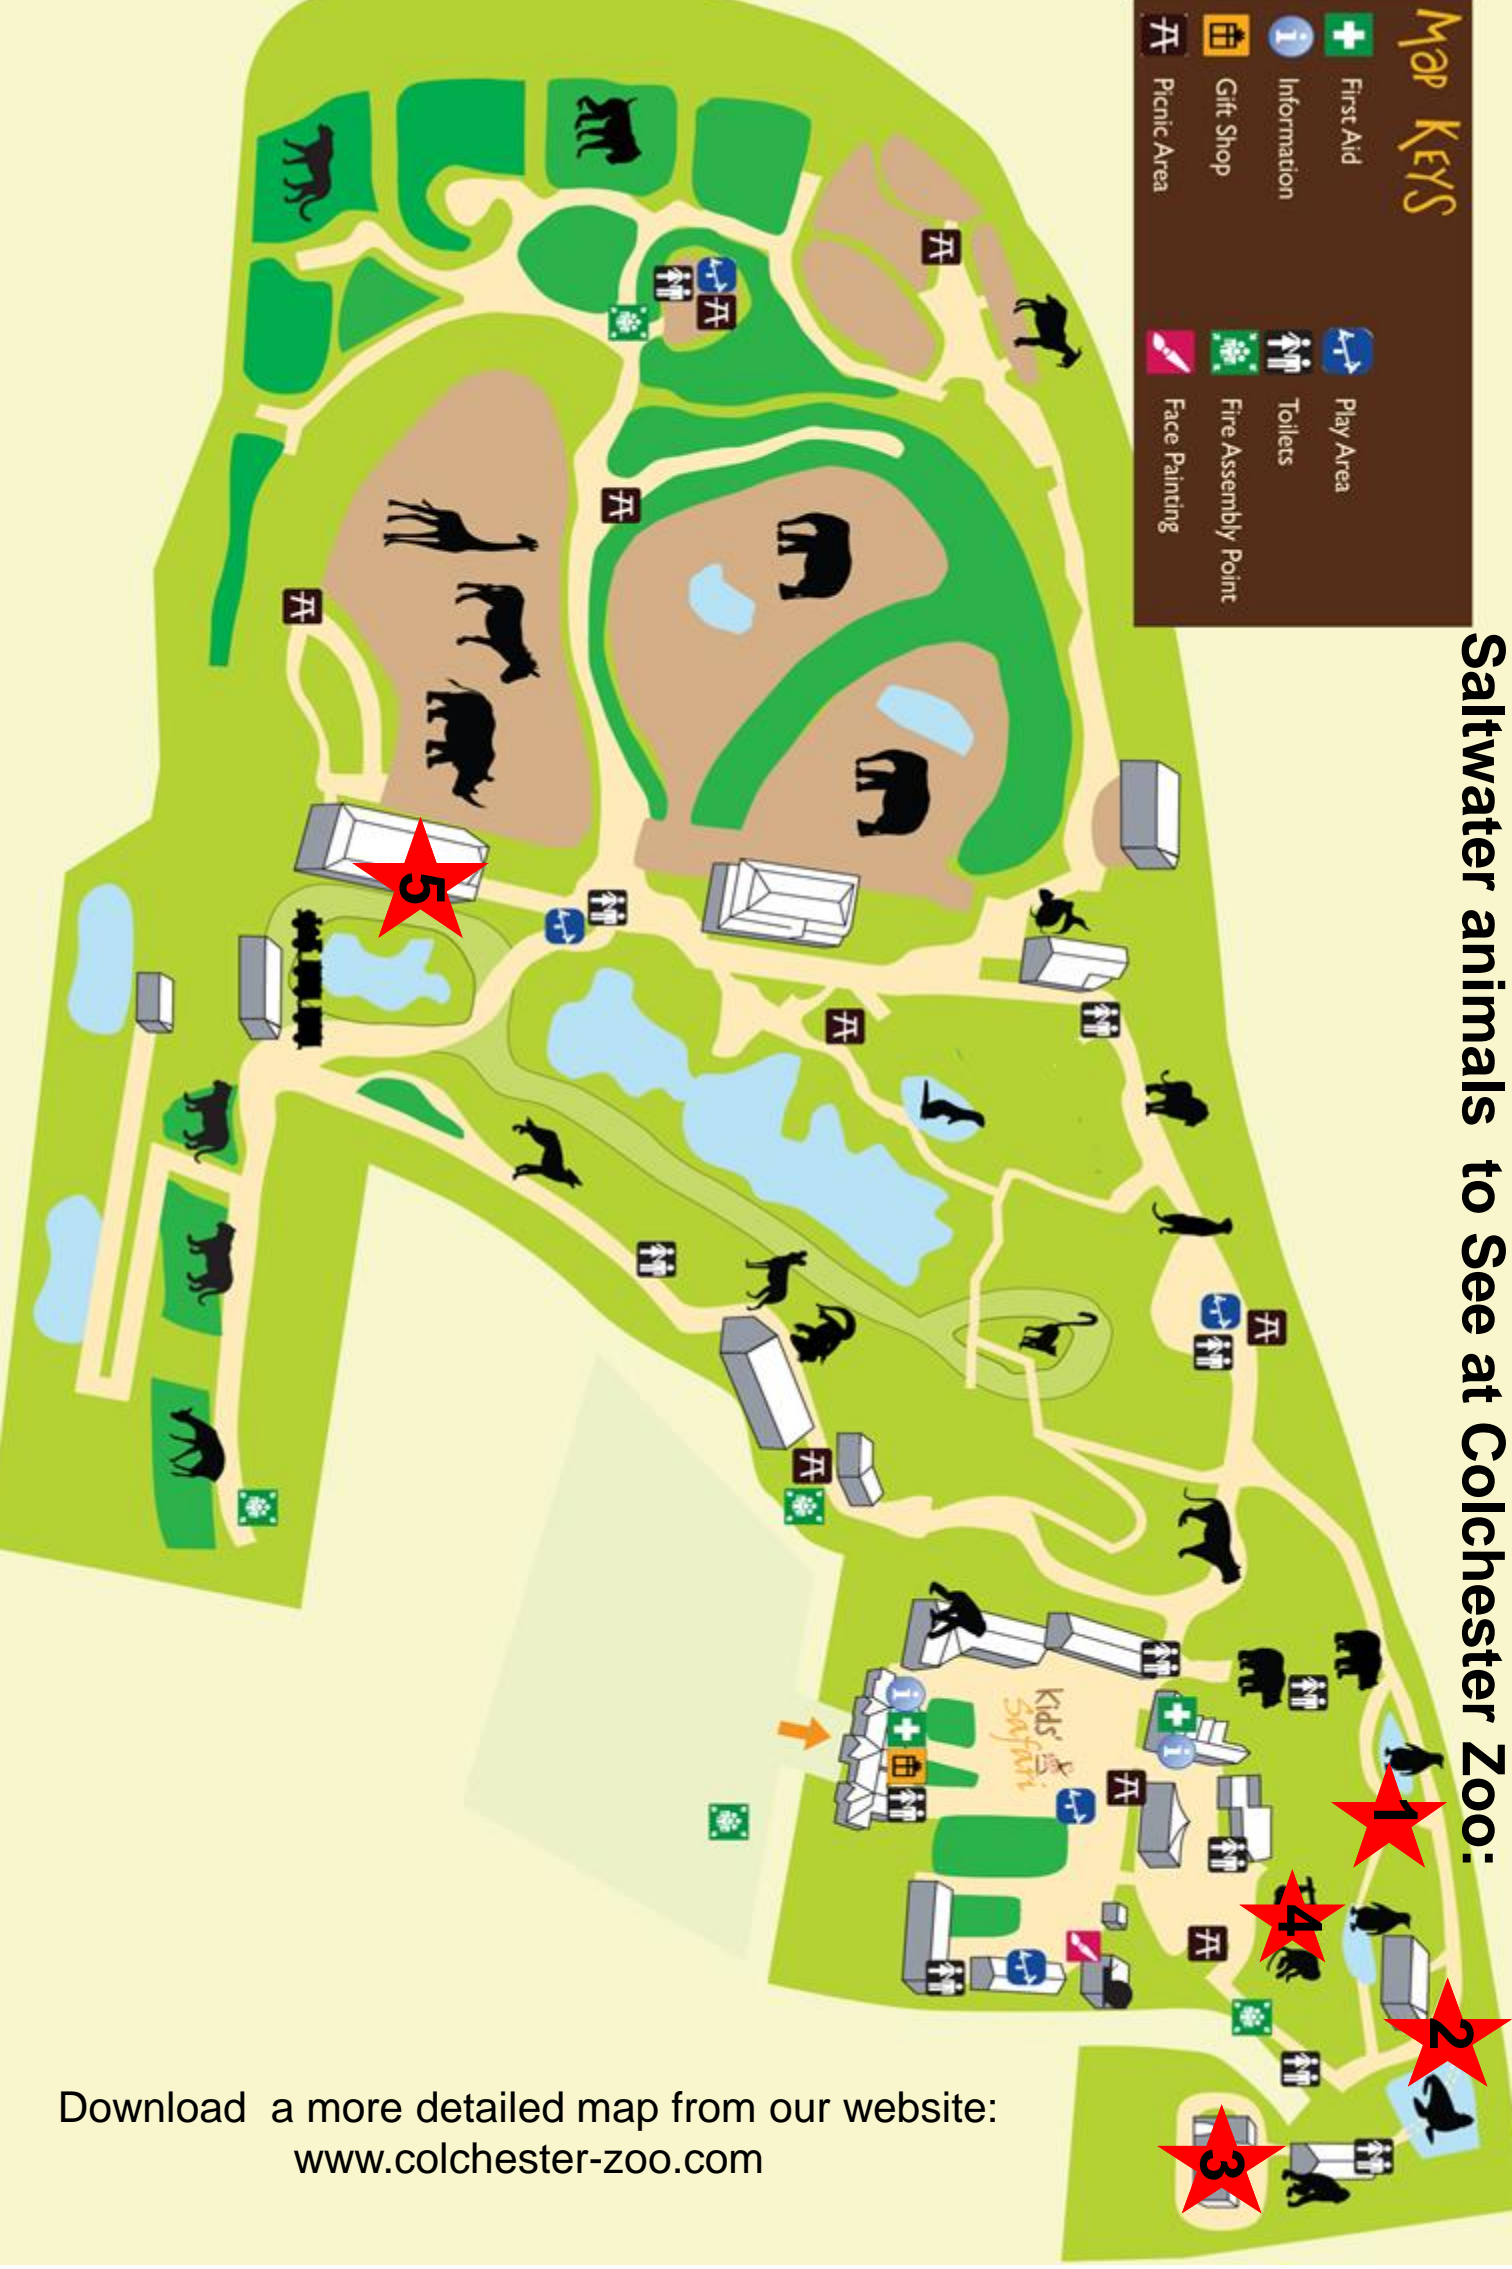 Saltwater animals  to See at Colchester Zoo:
Map Keys
First Aid
Information
Gift Shop
Picnic Area
Play Area
Toilets
Fire Assembly Point
Face Painting
5
1
4
2
3
Kids'
Safari
Download  a more detailed map from our website:
www.colchester-zoo.com